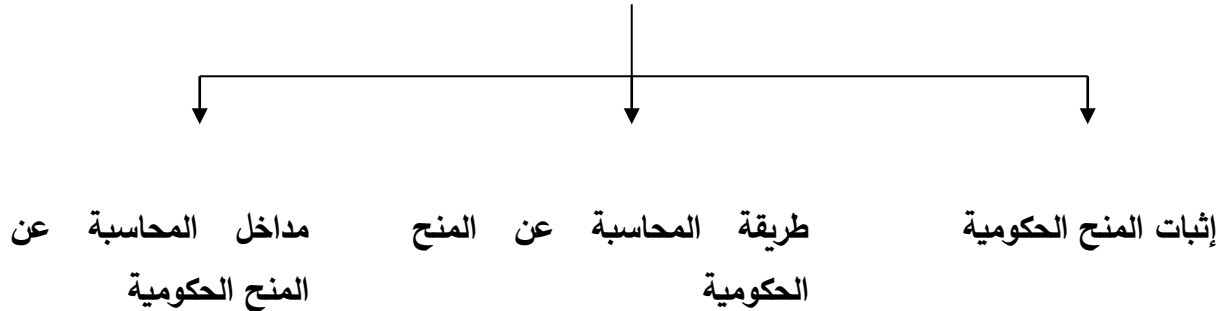 إثبات المنح الحكومية
طريقة المحاسبة عن المنح
الحكومية
مداخل المحاسبة عن
المنح الحكومية